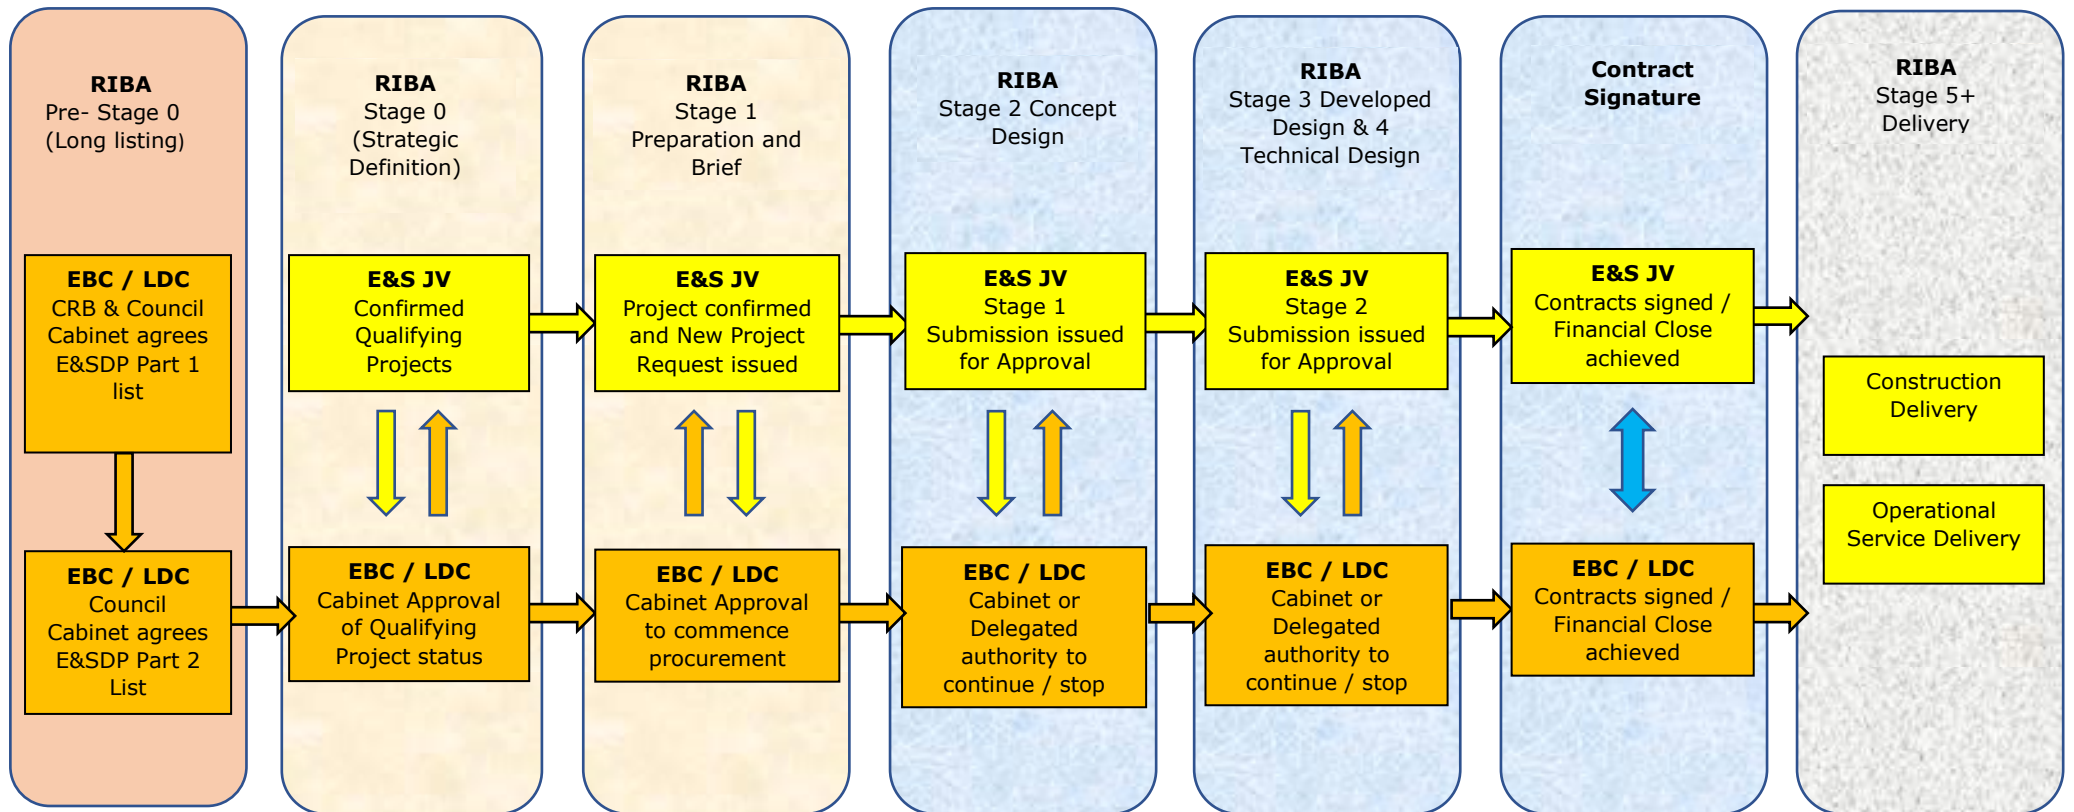 RIBA
Pre- Stage 0
(Long listing)
EBC / LDC
CRB & Council
Cabinet agrees
E&SDP Part 1
list
EBC / LDC
Council
Cabinet agrees
E&SDP Part 2
List
RIBA
Stage 0
(Strategic
Definition)
E&S JV
Confirmed
Qualifying
Projects
EBC / LDC
Cabinet Approval
of Qualifying
Project status
RIBA
Stage 1
Preparation and
Brief
E&S JV
Project confirmed
and New Project
Request issued
EBC / LDC
Cabinet Approval
to commence
procurement
RIBA
Stage 2 Concept
Design
E&S JV
Stage 1
Submission issued
for Approval
EBC / LDC
Cabinet or
Delegated
authority to
continue / stop
RIBA
Stage 3 Developed
Design & 4
Technical Design
E&S JV
Stage 2
Submission issued
for Approval
EBC / LDC
Cabinet or
Delegated
authority to
continue / stop
Contract
Signature
E&S JV
Contracts signed /
Financial Close
achieved
EBC / LDC
Contracts signed /
Financial Close
achieved
RIBA
Stage 5+
Delivery
Construction
Delivery
Operational
Service Delivery